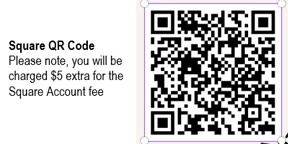 Square QR Code
Please note, you will be
charged $5 extra for the
Square Account fee